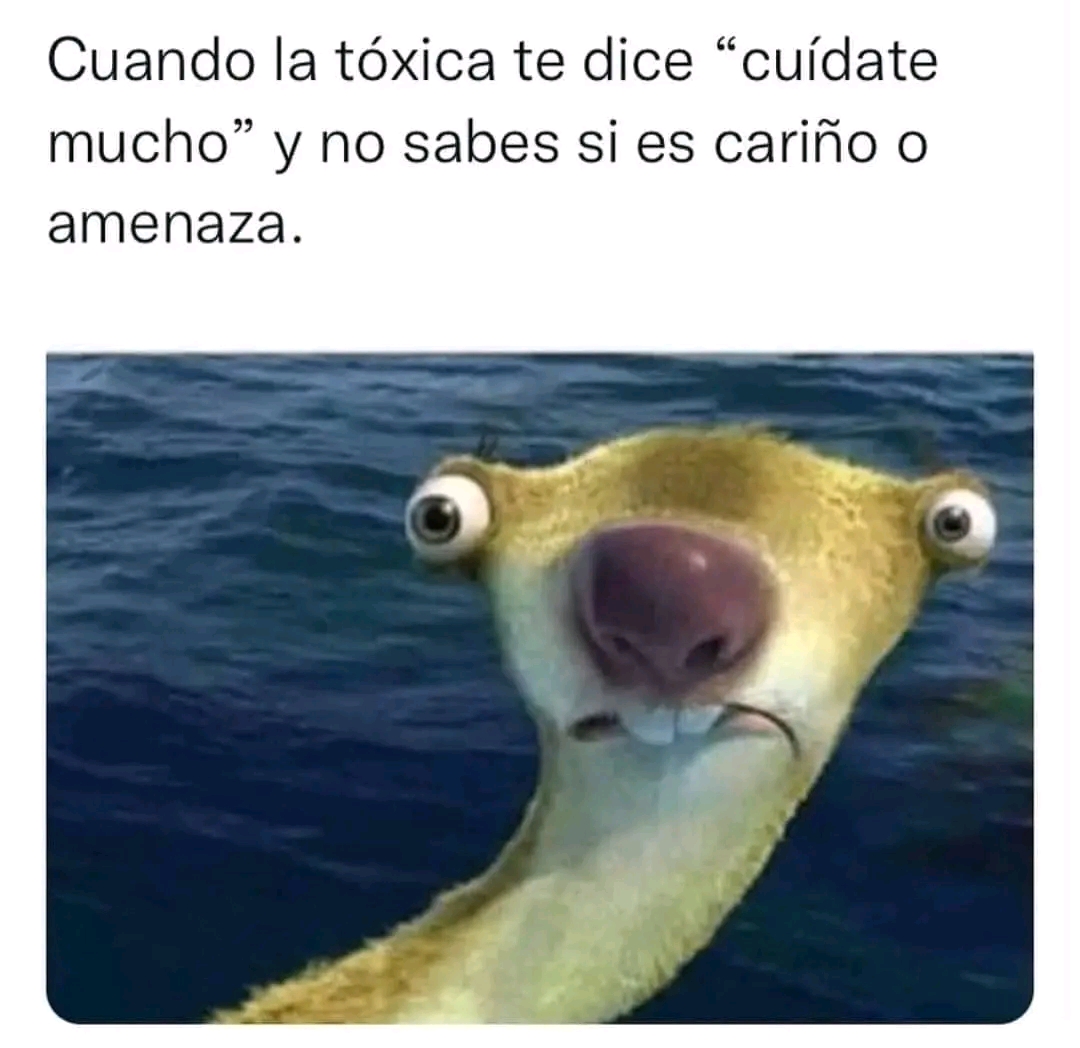 Cuando la tóxica te dice “cuídate
mucho” y no sabes si es cariño o
amenaza.